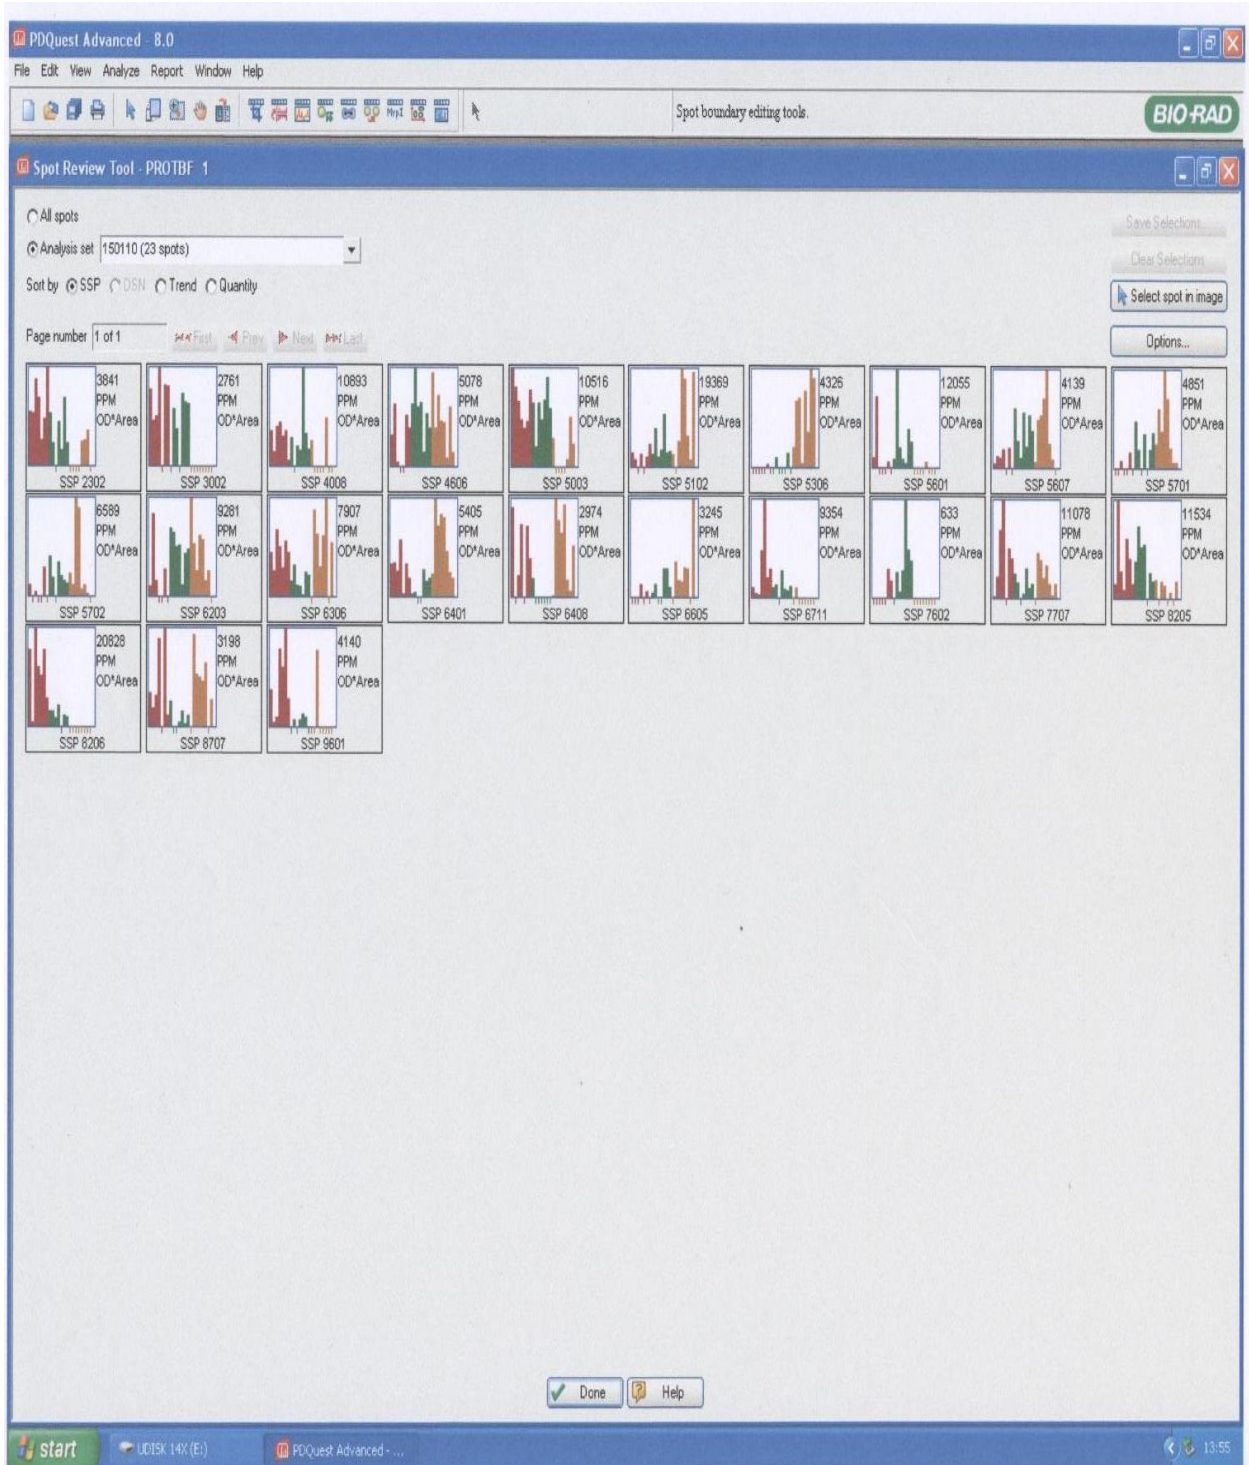 PDQuest Advanced - 8.0
File Edit View Analyze Report Window Help
Spot boundary editing tools.
BIO-RAD
Spot Review Tool - PROTBF 1
All spots
Analysis set 150110 (23 spots)
Sort by SSP DSN Trend Quantity
Page number 1 of 1 First Prev Next Last
Save Selections...
Clear Selections
Select spot in image
Options...
3841 PPM OD*Area SSP 2302
2761 PPM OD*Area SSP 3002
10893 PPM OD*Area SSP 4008
5078 PPM OD*Area SSP 4606
10516 PPM OD*Area SSP 5003
19369 PPM OD*Area SSP 5102
4326 PPM OD*Area SSP 5306
12055 PPM OD*Area SSP 5601
4139 PPM OD*Area SSP 5607
4851 PPM OD*Area SSP 5701
6589 PPM OD*Area SSP 5702
9281 PPM OD*Area SSP 6203
7907 PPM OD*Area SSP 6306
5405 PPM OD*Area SSP 6401
2974 PPM OD*Area SSP 6408
3245 PPM OD*Area SSP 6605
9354 PPM OD*Area SSP 6711
633 PPM OD*Area SSP 7602
11078 PPM OD*Area SSP 7707
11534 PPM OD*Area SSP 8205
20828 PPM OD*Area SSP 8206
3198 PPM OD*Area SSP 8707
4140 PPM OD*Area SSP 9601
Done Help
start UDISK 14X (E:) PDQuest Advanced - ... 13:55